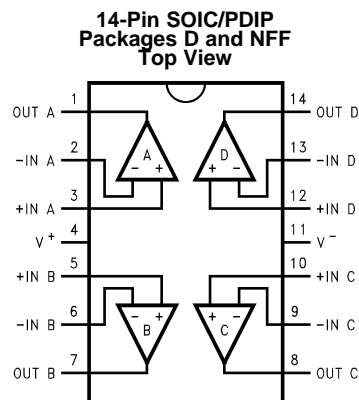 14-Pin SOIC/PDIP
Packages D and NFF
Top View
1
OUT A
14
OUT D
2
-IN A
13
-IN D
A
- +
D
+ -
3
+IN A
12
+IN D
4
V+
11
V-
5
+IN B
10
+IN C
6
-IN B
9
-IN C
- +
B
+ -
C
7
OUT B
8
OUT C